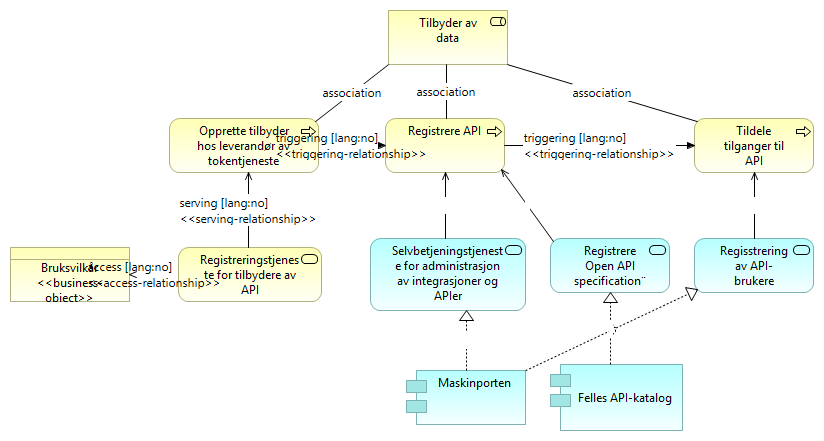 Tilbyder av
data
association
association
association
Opprette tilbyder
hos leverandør av
tokentjeneste
triggering [lang:no]
<<triggering-relationship>>
Registrere API
triggering [lang:no]
<<triggering-relationship>>
Tildele
tilganger til
API
serving [lang:no]
<<serving-relationship>>
Bruksvilkår
<<business-
object>>
access [lang:no]
<<access-relationship>>
Registreringstjenes
te for tilbydere av
API
Selvbetjeningstjenest
e for administrasjon
av integrasjoner og
APIer
Registrere
Open API
specification¨
Regisstrering
av API-
brukere
Maskinporten
Felles API-katalog